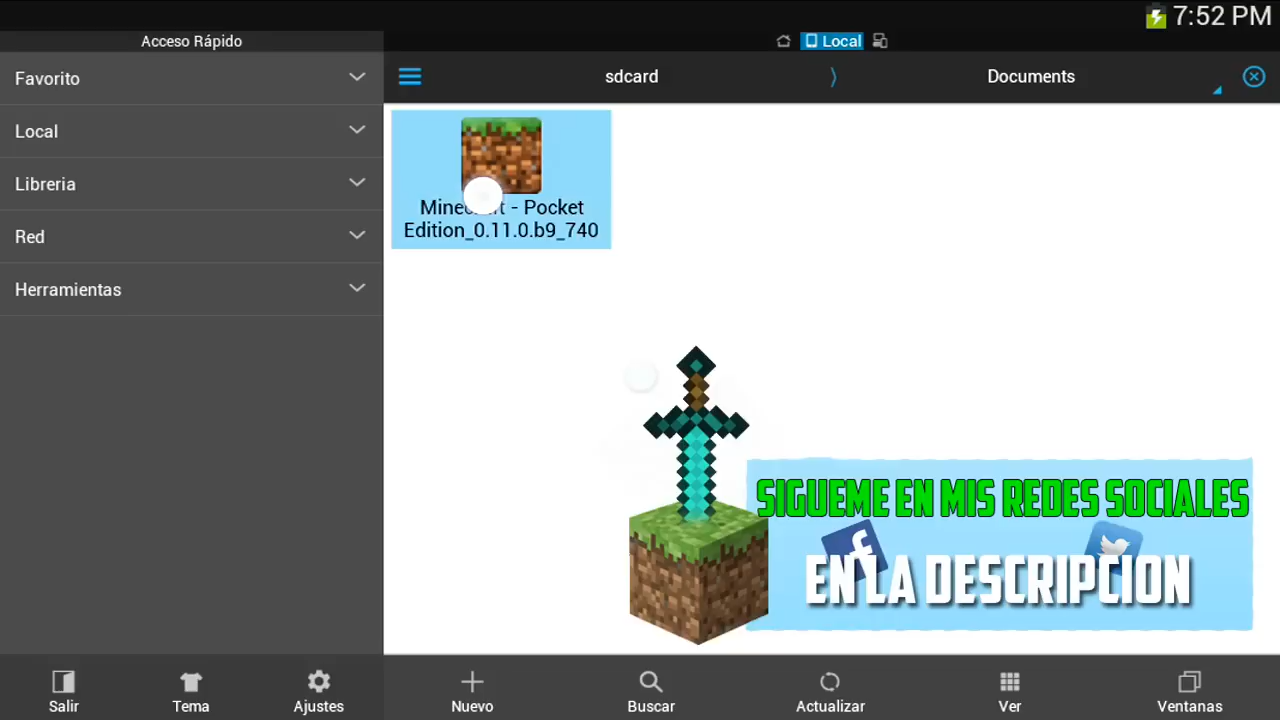 7:52 PM
Acceso Rápido
Local
Favorito
Local
Libreria
Red
Herramientas
sdcard
Documents
Minecraft - Pocket
Edition_0.11.0.b9_740
SIGUEME EN MIS REDES SOCIALES
EN LA DESCRIPCION
Salir
Tema
Ajustes
Nuevo
Buscar
Actualizar
Ver
Ventanas